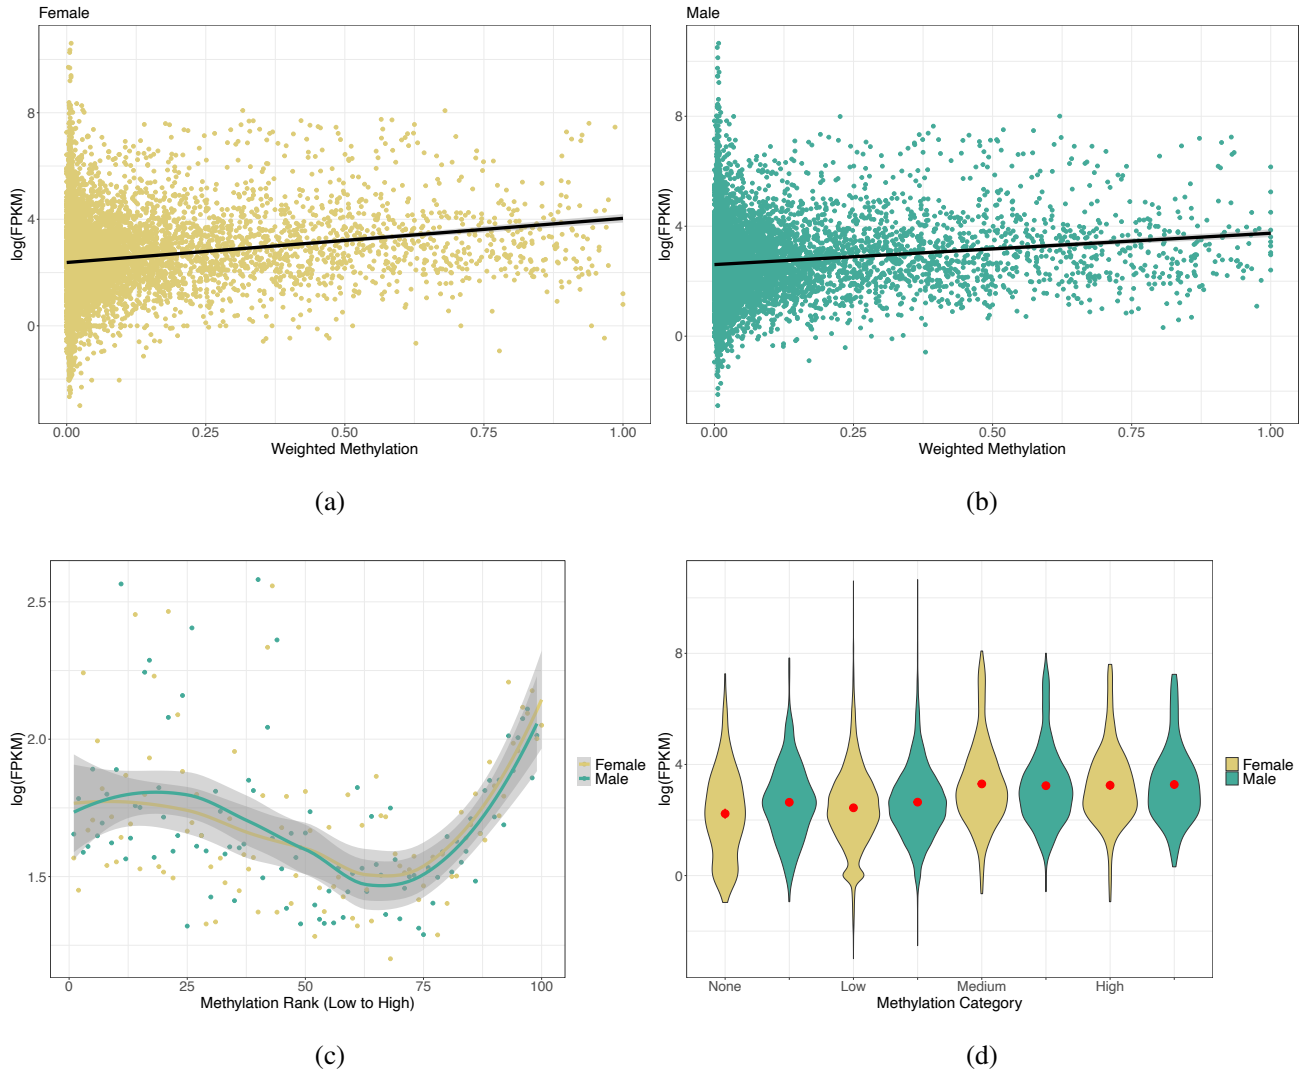 Female
8
4
0
log(FPKM)
0.00 0.25 0.50 0.75 1.00
Weighted Methylation
(a)
Male
8
4
0
log(FPKM)
0.00 0.25 0.50 0.75 1.00
Weighted Methylation
(b)
2.5
2.0
1.5
log(FPKM)
0 25 50 75 100
Methylation Rank (Low to High)
Female
Male
(c)
8
4
0
log(FPKM)
None Low Medium High
Methylation Category
Female
Male
(d)